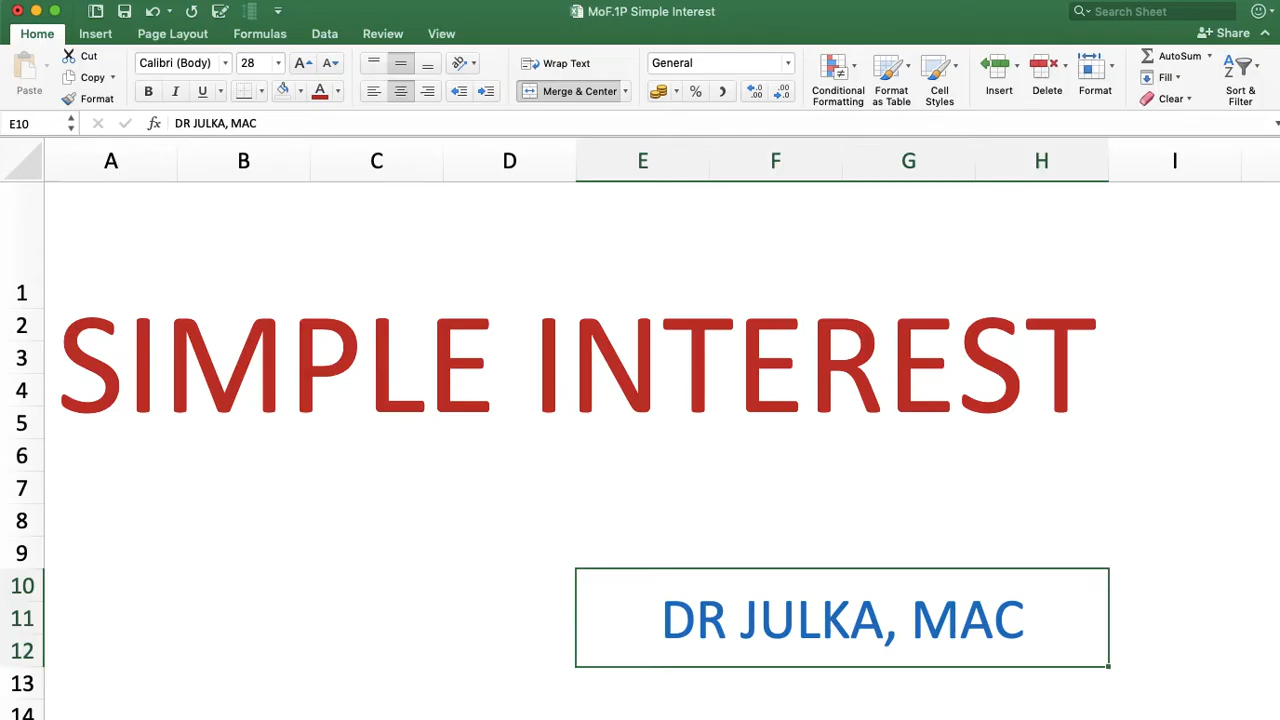 MoF.1P Simple Interest
Search Sheet
Home Insert Page Layout Formulas Data Review View Share
Paste Cut Copy Format
Calibri (Body) 28
Wrap Text
Merge & Center
General
Conditional Formatting
Format as Table
Cell Styles
Insert Delete Format
AutoSum
Fill
Clear
Sort & Filter
E10 fx DR JULKA, MAC
A B C D E F G H I
1
2
3
4
5
6
7
8
9
10
11
12
13
14
SIMPLE INTEREST
DR JULKA, MAC